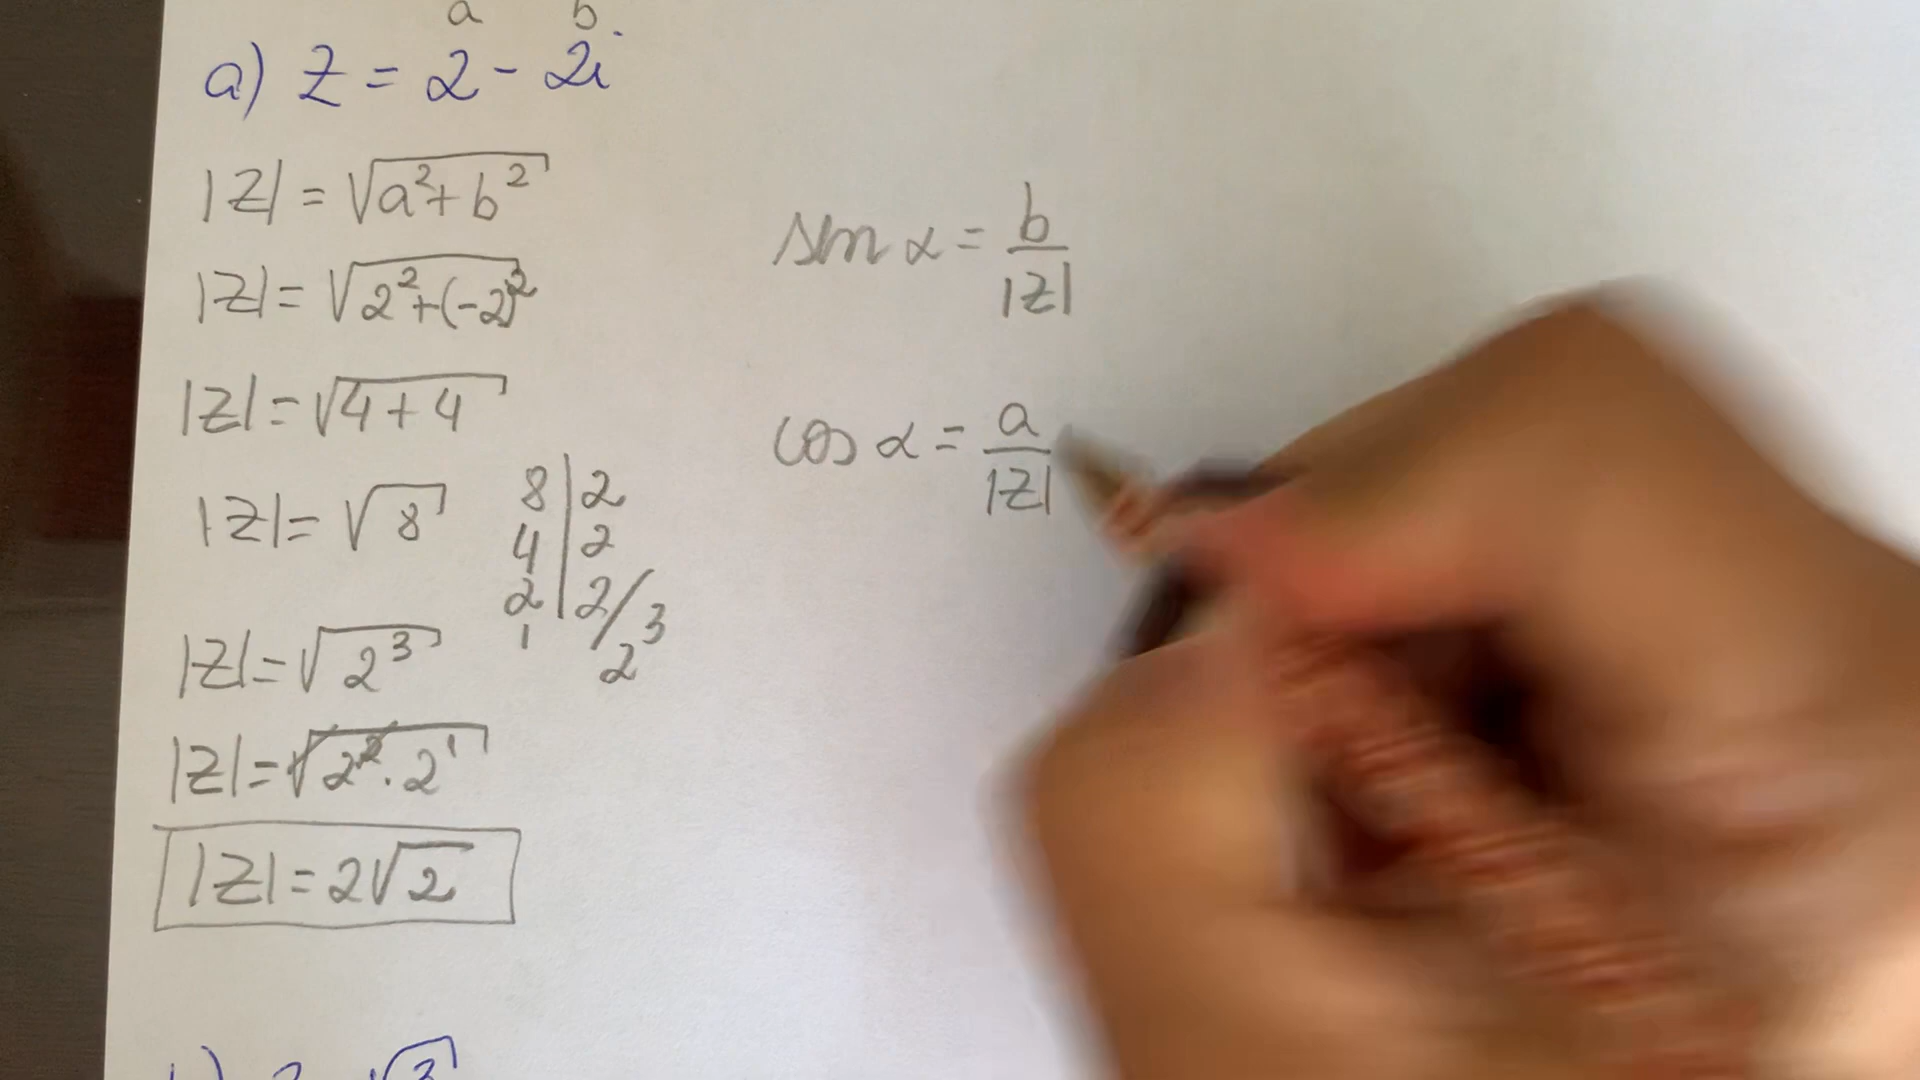 a b
a) z = 2 - 2i
|z| = √(a² + b²)
|z| = √(2² + (-2)²)
|z| = √(4 + 4)
|z| = √8
8 | 2
4 | 2
2 | 2
1
2³
|z| = √(2³)
|z| = √(2² · 2¹)
|z| = 2√2
sen α = b/|z|
cos α = a/|z|